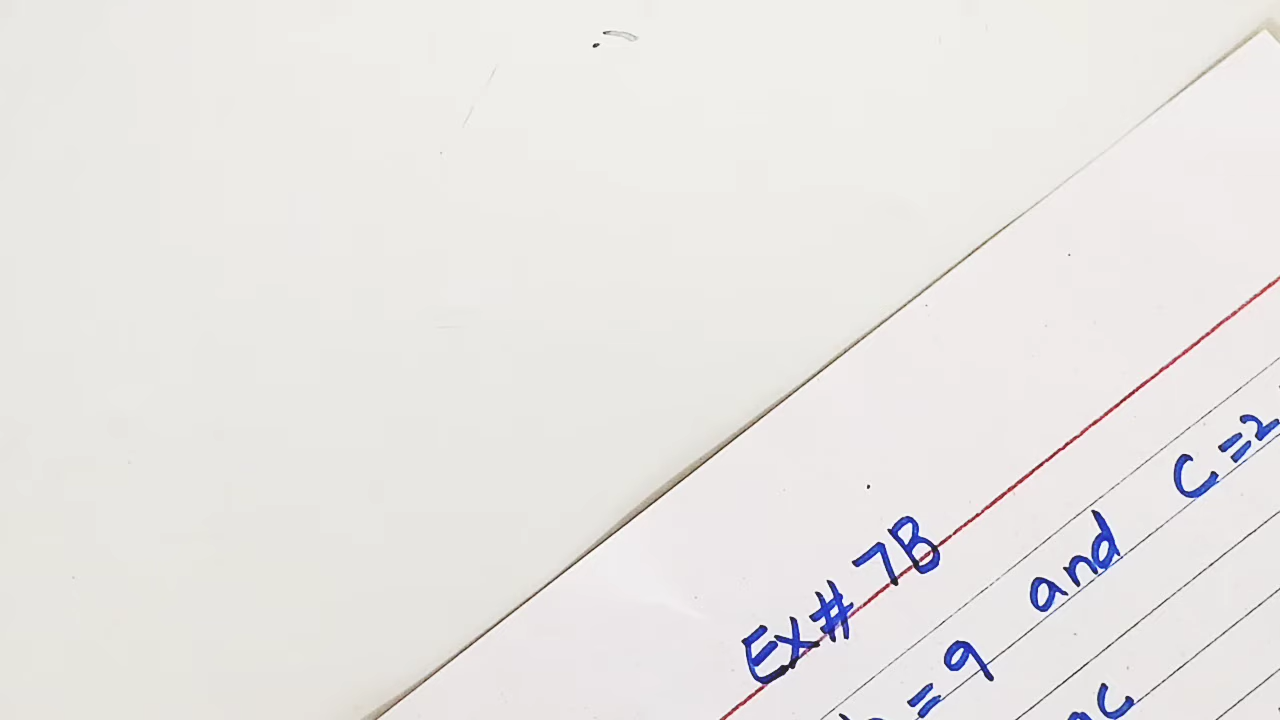 Ex# 7B
b = 9 and C = 2